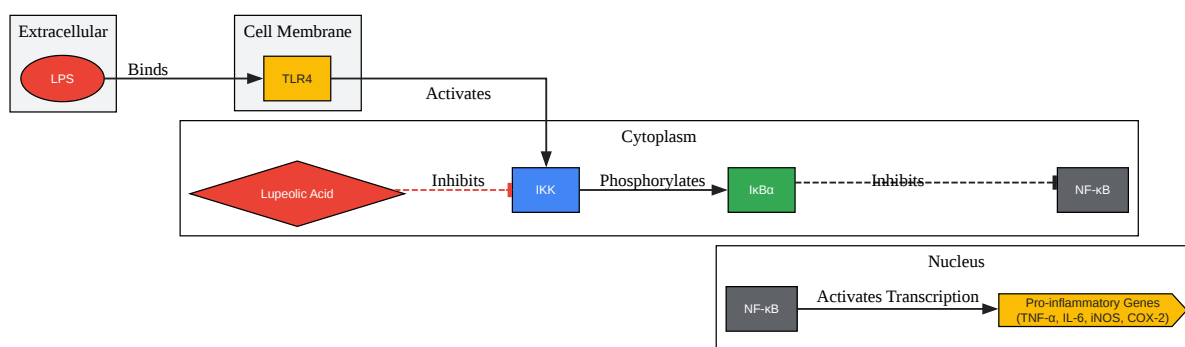 Extracellular
Cell Membrane
LPS
Binds
TLR4
Activates
Cytoplasm
Lupeolic Acid
Inhibits
IKK
Phosphorylates
IκBα
Inhibits
NF-κB
Nucleus
NF-κB
Activates Transcription
Pro-inflammatory Genes
(TNF-α, IL-6, iNOS, COX-2)